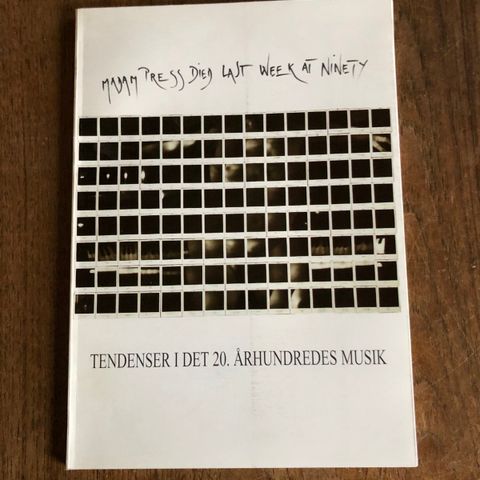 MADAM PRESS DIED LAST WEEK AT NINETY
TENDENSER I DET 20. ÅRHUNDREDES MUSIK